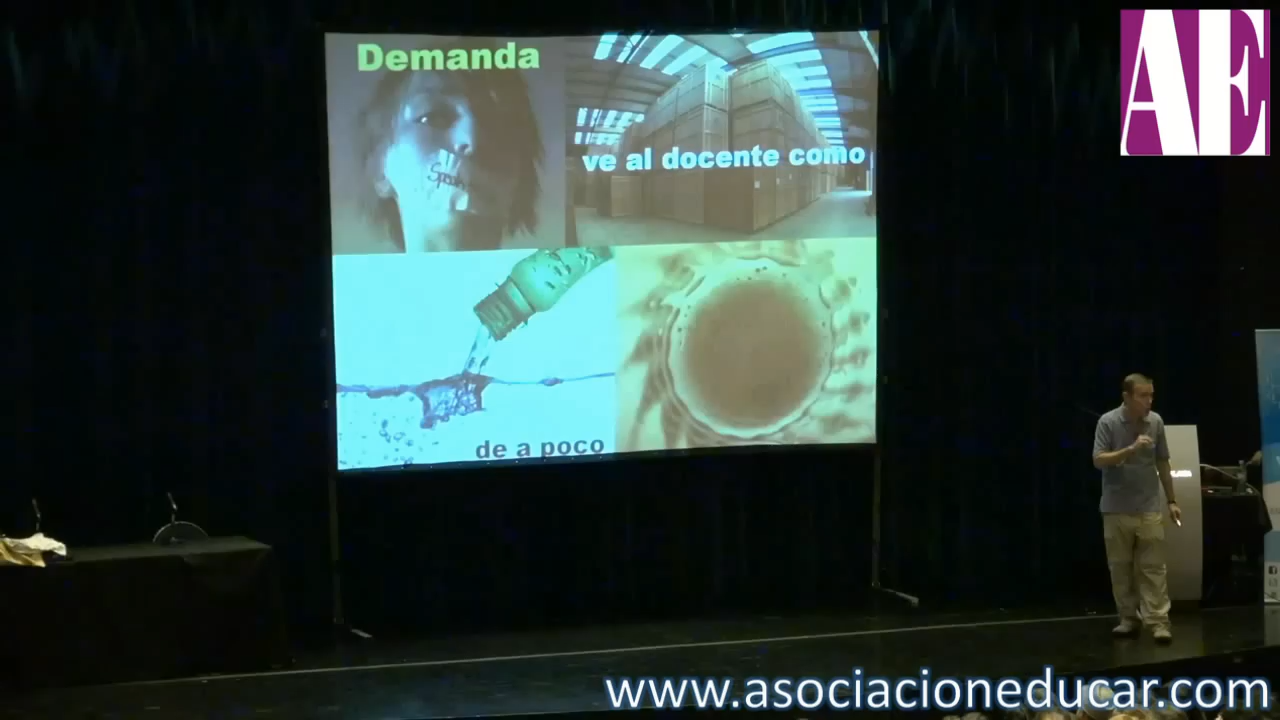 AE
Demanda
ve al docente como
de a poco
www.asociacioneducar.com